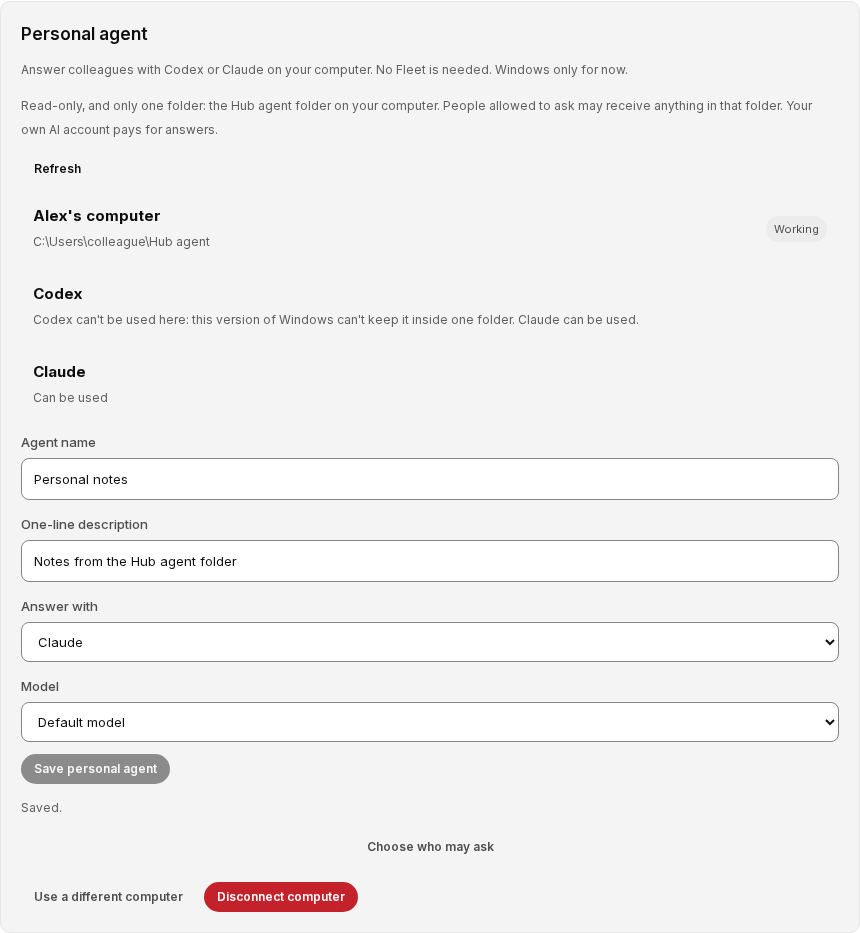 Personal agent
Answer colleagues with Codex or Claude on your computer. No Fleet is needed. Windows only for now.
Read-only, and only one folder: the Hub agent folder on your computer. People allowed to ask may receive anything in that folder. Your
own AI account pays for answers.
Refresh
Alex's computer
C:\Users\colleague\Hub agent
Working
Codex
Codex can't be used here: this version of Windows can't keep it inside one folder. Claude can be used.
Claude
Can be used
Agent name
Personal notes
One-line description
Notes from the Hub agent folder
Answer with
Claude
Model
Default model
Save personal agent
Saved.
Choose who may ask
Use a different computer
Disconnect computer